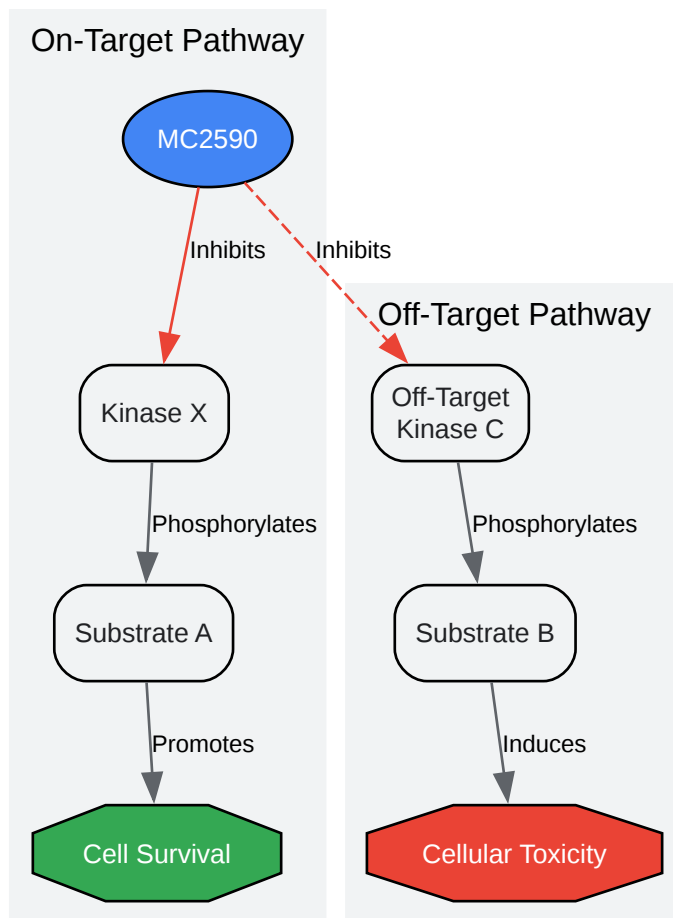 On-Target Pathway
MC2590
Inhibits
Inhibits
Off-Target Pathway
Kinase X
Off-Target
Kinase C
Phosphorylates
Phosphorylates
Substrate A
Substrate B
Promotes
Induces
Cell Survival
Cellular Toxicity